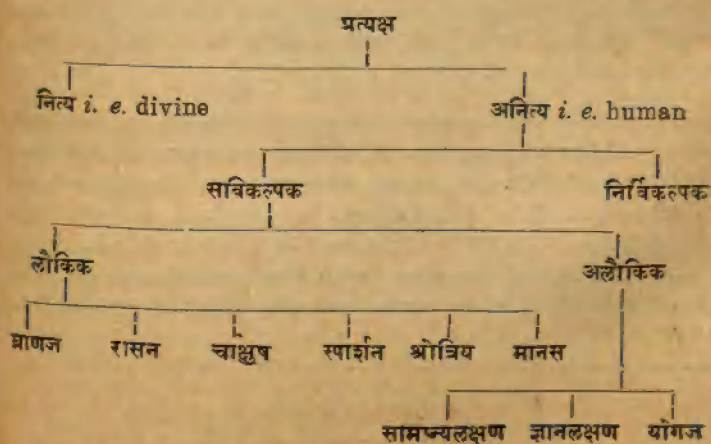 प्रत्यक्ष
नित्य i. e. divine अनित्य i. e. human
सविकल्पक निर्विकल्पक
लौकिक अलौकिक
घ्राणज रासन चाक्षुष स्पार्शन श्रोत्रिय मानस
सामान्यलक्षण ज्ञानलक्षण योगज